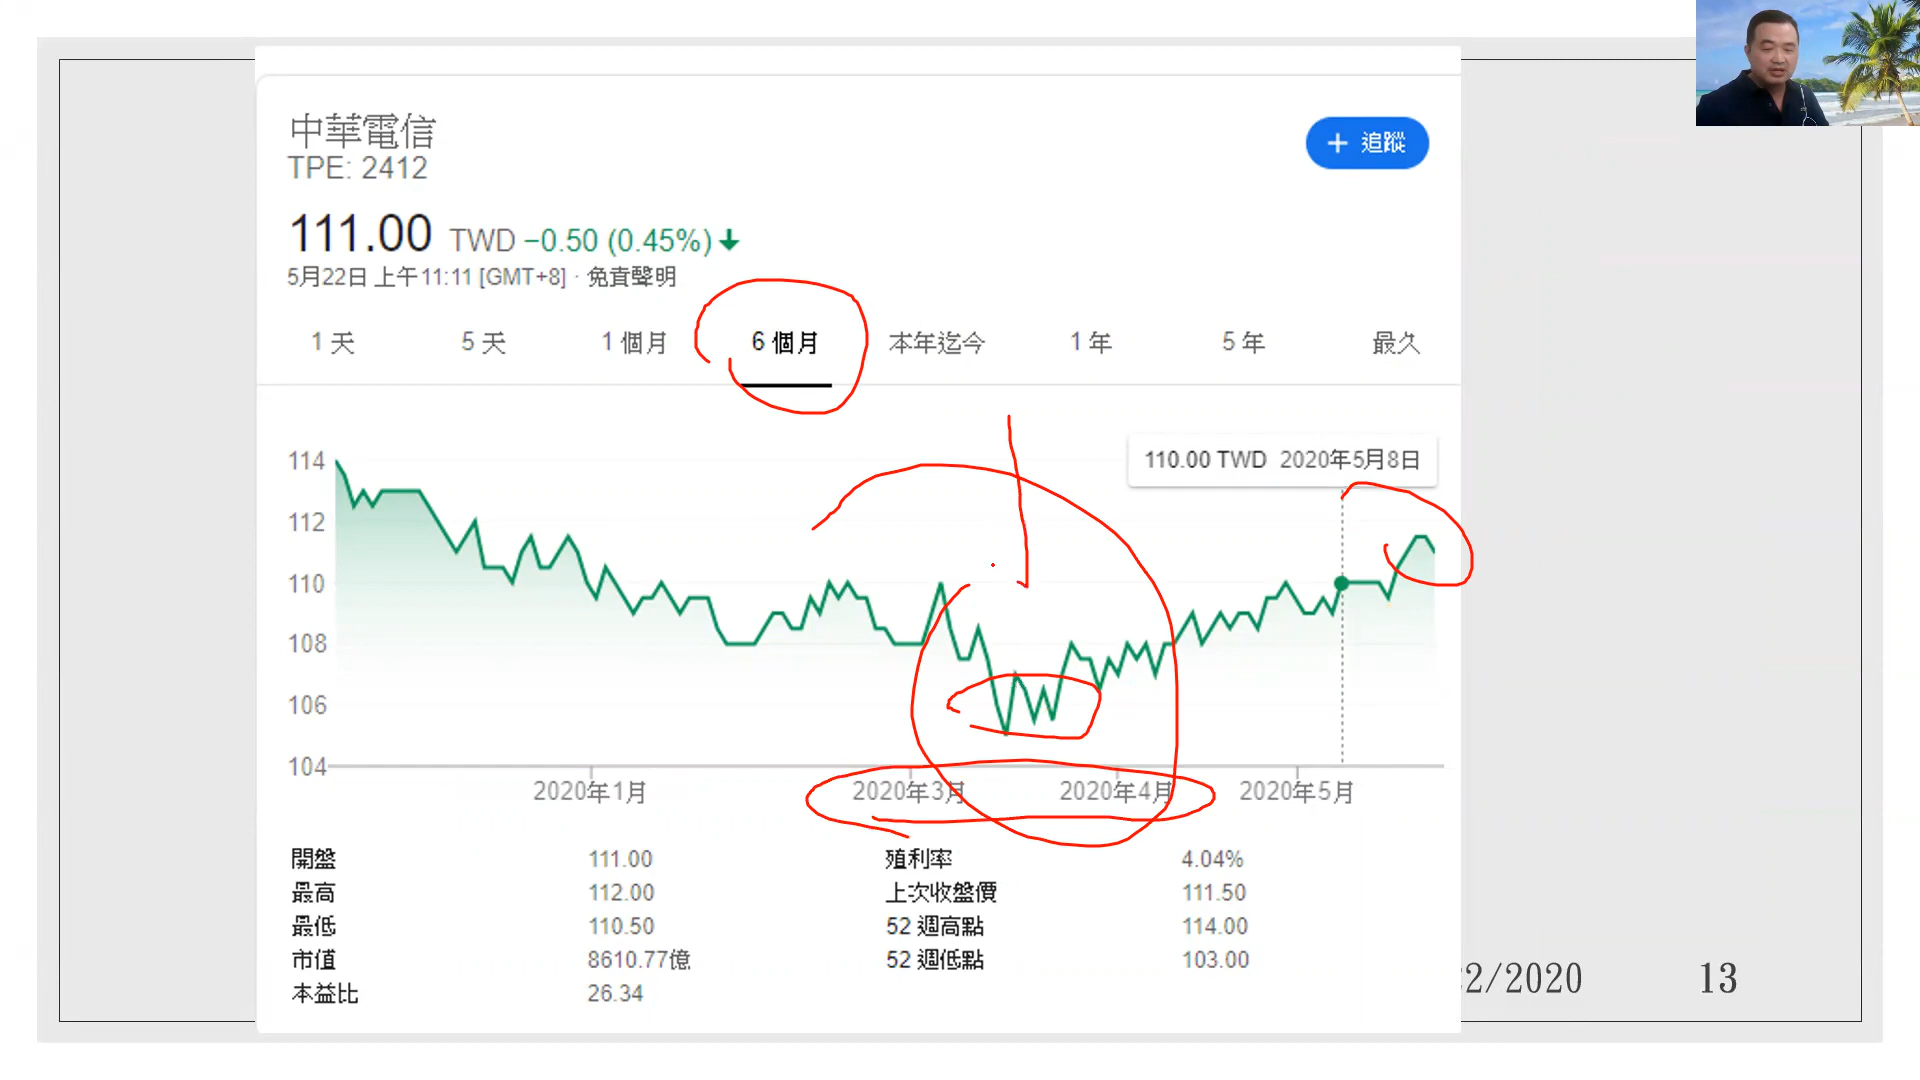 中華電信
TPE: 2412
+ 追蹤
111.00 TWD −0.50 (0.45%)
5月22日 上午11:11 [GMT+8] · 免責聲明
1 天 5 天 1 個月 6 個月 本年迄今 1 年 5 年 最久
110.00 TWD 2020年5月8日
114
112
110
108
106
104
2020年1月 2020年3月 2020年4月 2020年5月
開盤 111.00 殖利率 4.04%
最高 112.00 上次收盤價 111.50
最低 110.50 52 週高點 114.00
市值 8610.77億 52 週低點 103.00
本益比 26.34
2/2020 13